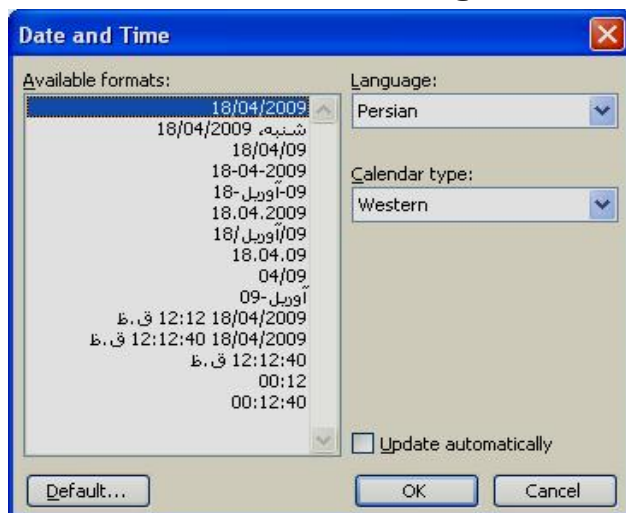 Date and Time
Available formats:
18/04/2009
شنبه، 18/04/2009
18/04/09
18-04-2009
18-آوریل-09
18.04.2009
18/آوریل/09
18.04.09
04/09
آوریل-09
18/04/2009 12:12 ق.ظ
18/04/2009 12:12:40 ق.ظ
12:12:40 ق.ظ
00:12
00:12:40
Language:
Persian
Calendar type:
Western
Update automatically
Default...
OK
Cancel